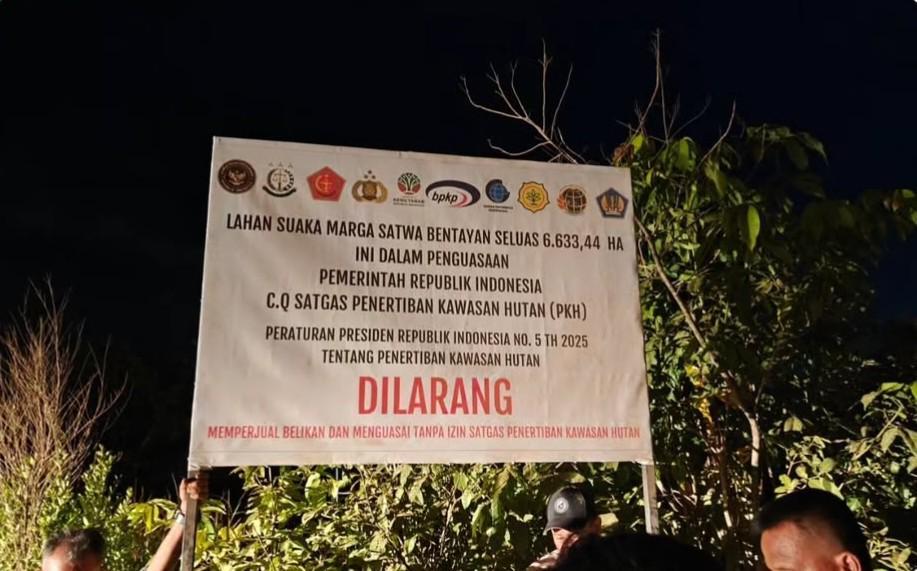 bpkp
LAHAN SUAKA MARGA SATWA BENTAYAN SELUAS 6.633,44 HA
INI DALAM PENGUASAAN
PEMERINTAH REPUBLIK INDONESIA
C.Q SATGAS PENERTIBAN KAWASAN HUTAN (PKH)
PERATURAN PRESIDEN REPUBLIK INDONESIA NO. 5 TH 2025
TENTANG PENERTIBAN KAWASAN HUTAN
DILARANG
MEMPERJUAL BELIKAN DAN MENGUASAI TANPA IZIN SATGAS PENERTIBAN KAWASAN HUTAN